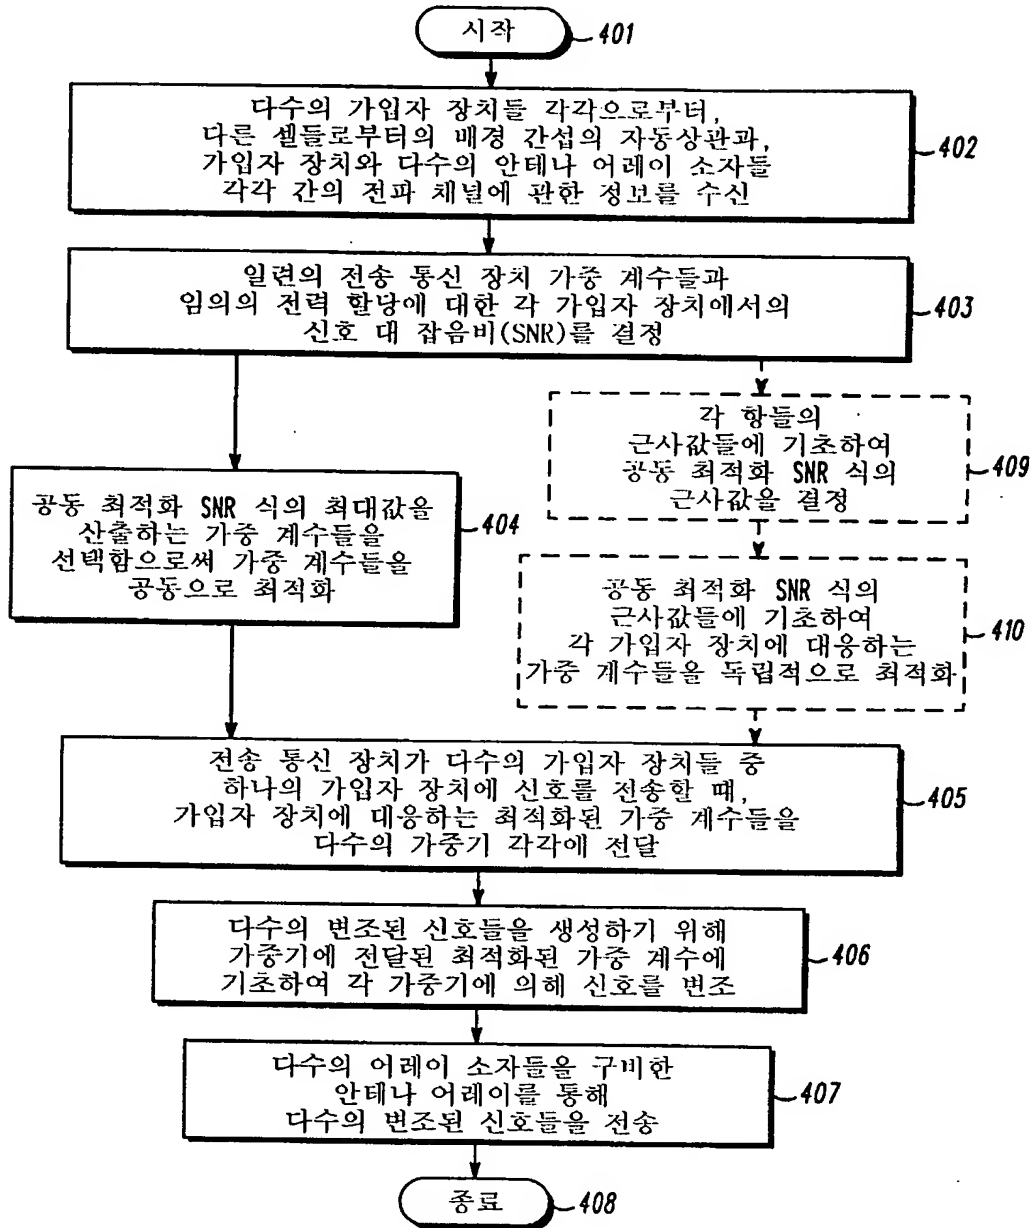 시작
401
다수의 가입자 장치들 각각으로부터,
다른 셀들로부터의 배경 간섭의 자동상관과,
가입자 장치와 다수의 안테나 어레이 소자들
각각 간의 전파 채널에 관한 정보를 수신
402
일련의 전송 통신 장치 가중 계수들과
임의의 전력 할당에 대한 각 가입자 장치에서의
신호 대 잡음비(SNR)를 결정
403
공동 최적화 SNR 식의 최대값을
산출하는 가중 계수들을
선택함으로써 가중 계수들을
공동으로 최적화
404
각 항들의
근사값들에 기초하여
공동 최적화 SNR 식의
근사값을 결정
409
공동 최적화 SNR 식의
근사값들에 기초하여
각 가입자 장치에 대응하는
가중 계수들을 독립적으로 최적화
410
전송 통신 장치가 다수의 가입자 장치들 중
하나의 가입자 장치에 신호를 전송할 때,
가입자 장치에 대응하는 최적화된 가중 계수들을
다수의 가중기 각각에 전달
405
다수의 변조된 신호들을 생성하기 위해
가중기에 전달된 최적화된 가중 계수에
기초하여 각 가중기에 의해 신호를 변조
406
다수의 어레이 소자들을 구비한
안테나 어레이를 통해
다수의 변조된 신호들을 전송
407
종료
408